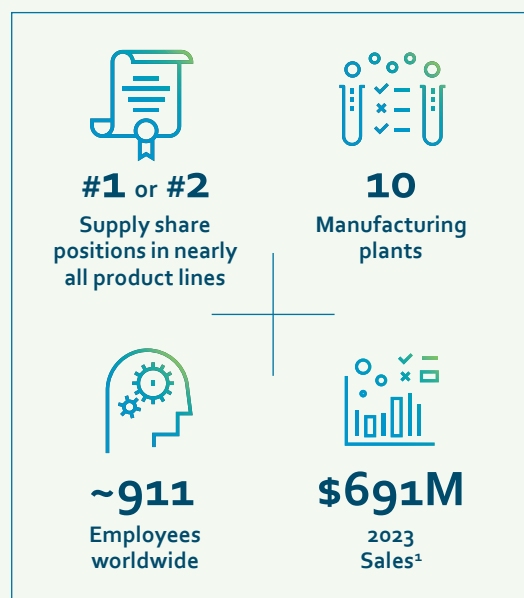 #1 or #2
Supply share
positions in nearly
all product lines
10
Manufacturing
plants
~911
Employees
worldwide
$691M
2023
Sales¹